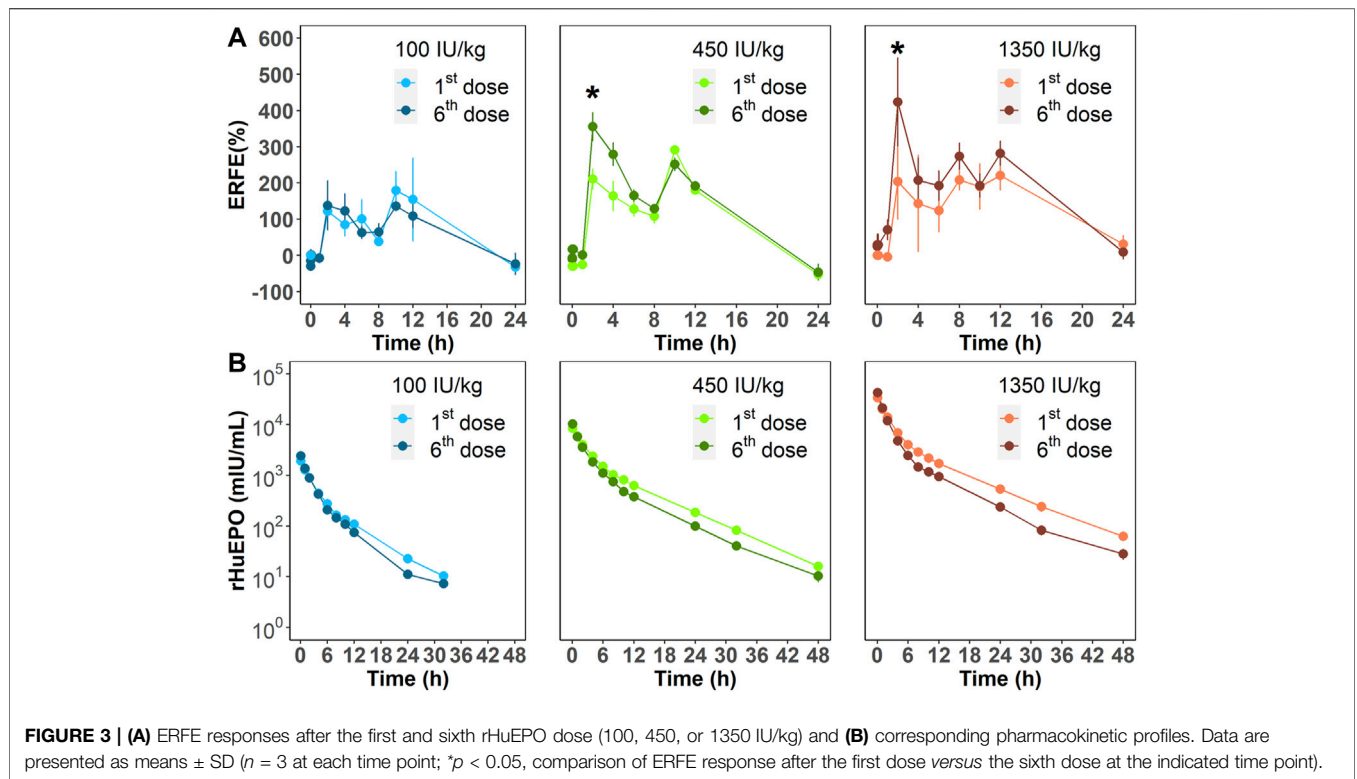 A
ERFE(%)
600
500
400
300
200
100
0
-100
100 IU/kg
1st dose
6th dose
0 4 8 12 16 20 24
Time (h)
450 IU/kg
1st dose
6th dose
*
0 4 8 12 16 20 24
Time (h)
1350 IU/kg
1st dose
6th dose
*
0 4 8 12 16 20 24
Time (h)
B
rHuEPO (mIU/mL)
10^5
10^4
10^3
10^2
10^1
10^0
100 IU/kg
1st dose
6th dose
0 6 12 18 24 30 36 42 48
Time (h)
450 IU/kg
1st dose
6th dose
0 6 12 18 24 30 36 42 48
Time (h)
1350 IU/kg
1st dose
6th dose
0 6 12 18 24 30 36 42 48
Time (h)
FIGURE 3 | (A) ERFE responses after the first and sixth rHuEPO dose (100, 450, or 1350 IU/kg) and (B) corresponding pharmacokinetic profiles. Data are
presented as means ± SD (n = 3 at each time point; *p < 0.05, comparison of ERFE response after the first dose versus the sixth dose at the indicated time point).